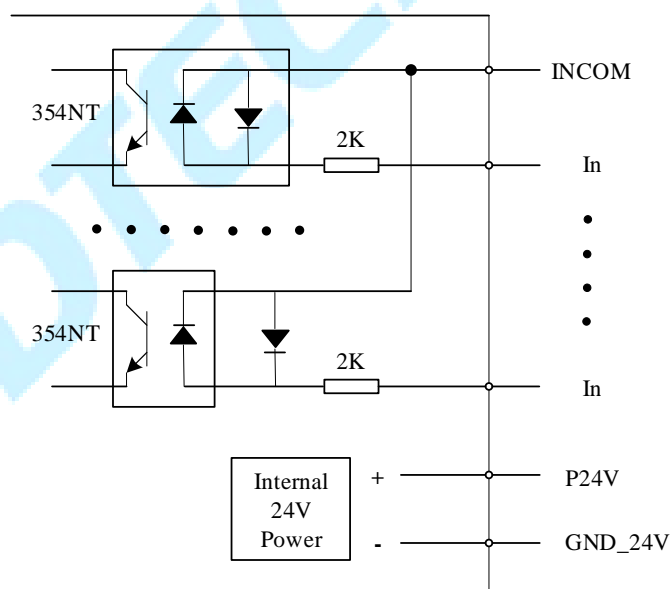 INCOM
354NT
2K
In
354NT
2K
In
Internal
24V
Power
+
P24V
-
GND_24V